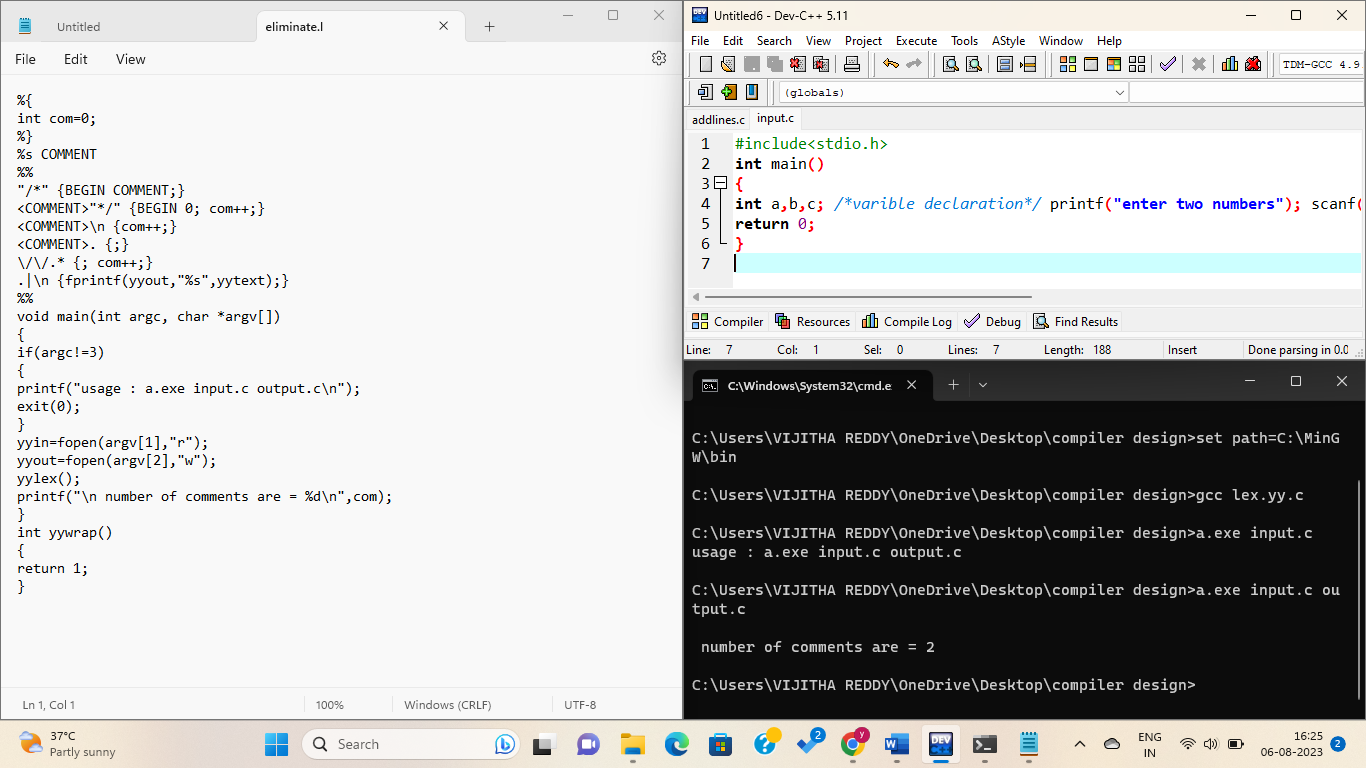 Untitled
eliminate.l
File Edit View
%{
int com=0;
%}
%s COMMENT
%%
"/*" {BEGIN COMMENT;}
<COMMENT>"*/" {BEGIN 0; com++;}
<COMMENT>\n {com++;}
<COMMENT>. {;}
\/\/.* {; com++;}
.|\n {fprintf(yyout,"%s",yytext);}
%%
void main(int argc, char *argv[])
{
if(argc!=3)
{
printf("usage : a.exe input.c output.c\n");
exit(0);
}
yyin=fopen(argv[1],"r");
yyout=fopen(argv[2],"w");
yylex();
printf("\n number of comments are = %d\n",com);
}
int yywrap()
{
return 1;
}
Ln 1, Col 1 100% Windows (CRLF) UTF-8
Untitled6 - Dev-C++ 5.11
File Edit Search View Project Execute Tools AStyle Window Help
TDM-GCC 4.9
(globals)
addlines.c input.c
1 #include<stdio.h>
2 int main()
3 {
4 int a,b,c; /*varible declaration*/ printf("enter two numbers"); scanf(
5 return 0;
6 }
7
Compiler Resources Compile Log Debug Find Results
Line: 7 Col: 1 Sel: 0 Lines: 7 Length: 188 Insert Done parsing in 0.0
C:\Windows\System32\cmd.e
C:\Users\VIJITHA REDDY\OneDrive\Desktop\compiler design>set path=C:\MinG
W\bin
C:\Users\VIJITHA REDDY\OneDrive\Desktop\compiler design>gcc lex.yy.c
C:\Users\VIJITHA REDDY\OneDrive\Desktop\compiler design>a.exe input.c
usage : a.exe input.c output.c
C:\Users\VIJITHA REDDY\OneDrive\Desktop\compiler design>a.exe input.c ou
tput.c
number of comments are = 2
C:\Users\VIJITHA REDDY\OneDrive\Desktop\compiler design>
37°C
Partly sunny
Search
2
y
W
DEV
C++
ENG
IN
16:25
06-08-2023
2